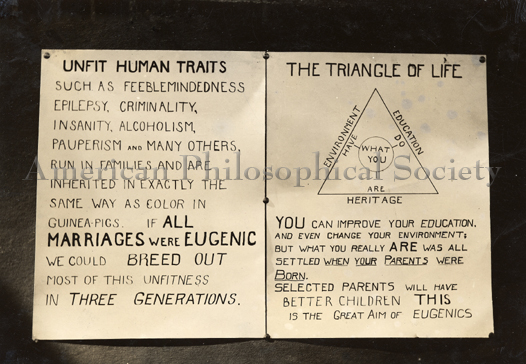 UNFIT HUMAN TRAITS
SUCH AS FEEBLEMINDEDNESS
EPILEPSY, CRIMINALITY,
INSANITY, ALCOHOLISM,
PAUPERISM AND MANY OTHERS,
RUN IN FAMILIES AND ARE
INHERITED IN EXACTLY THE
SAME WAY AS COLOR IN
GUINEA-PIGS. IF ALL
MARRIAGES WERE EUGENIC
WE COULD BREED OUT
MOST OF THIS UNFITNESS
IN THREE GENERATIONS.
THE TRIANGLE OF LIFE
ENVIRONMENT
EDUCATION
HAVE
DO
WHAT
YOU
ARE
HERITAGE
YOU CAN IMPROVE YOUR EDUCATION,
AND EVEN CHANGE YOUR ENVIRONMENT;
BUT WHAT YOU REALLY ARE WAS ALL
SETTLED WHEN YOUR PARENTS WERE
BORN.
SELECTED PARENTS WILL HAVE
BETTER CHILDREN THIS
IS THE GREAT AIM OF EUGENICS
American Philosophical Society